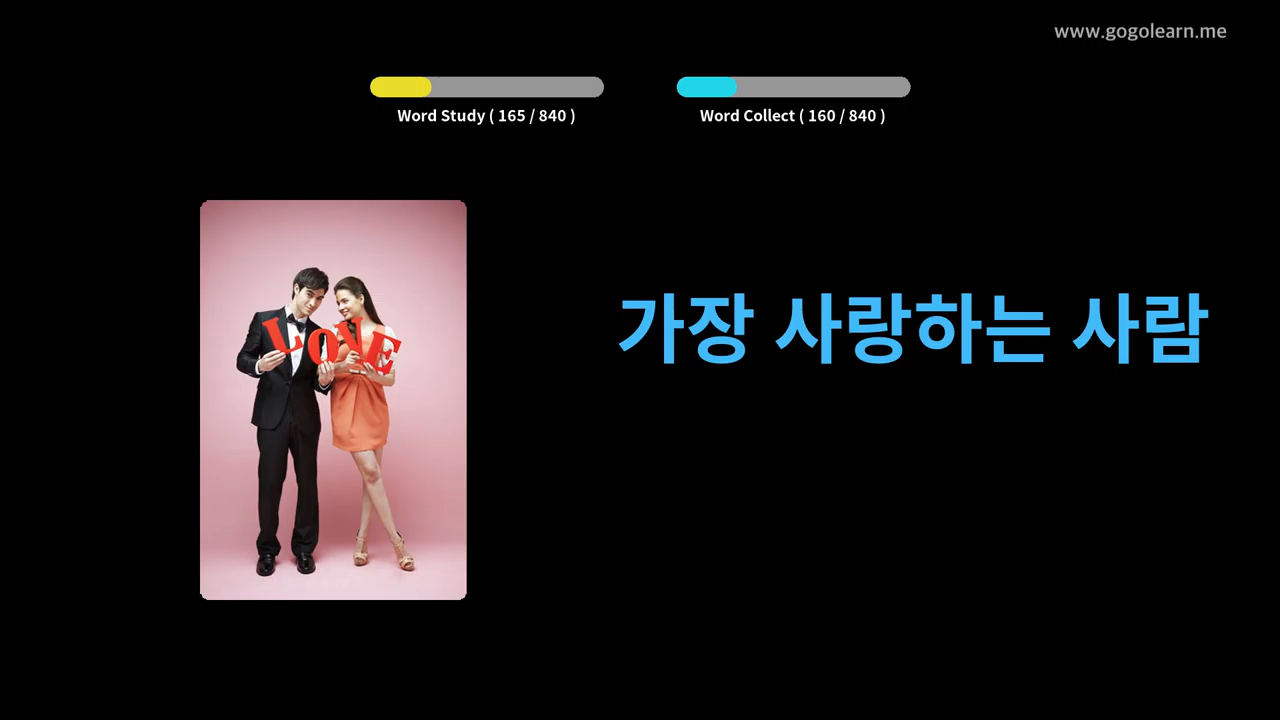 www.gogolearn.me
Word Study ( 165 / 840 )
Word Collect ( 160 / 840 )
LOVE
가장 사랑하는 사람